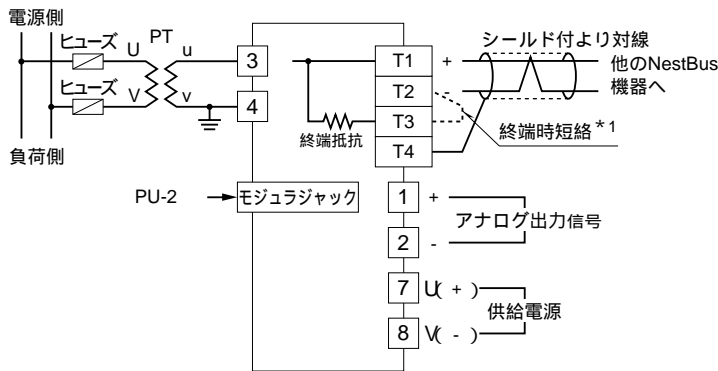 電源側
ヒューズ
U
PT
u
3
ヒューズ
V
v
4
負荷側
T1
+
シールド付より対線
他のNestBus
機器へ
T2
-
T3
終端抵抗
終端時短絡*1
T4
PU-2
モジュラジャック
1
+
アナログ出力信号
2
-
7
U( + )
供給電源
8
V( - )